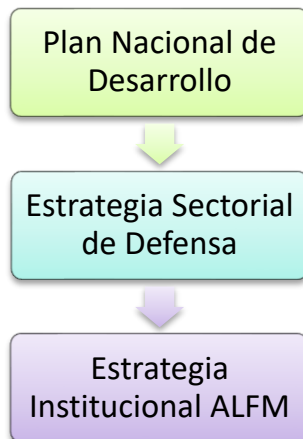 Plan Nacional de
Desarrollo
Estrategia Sectorial
de Defensa
Estrategia
Institucional ALFM